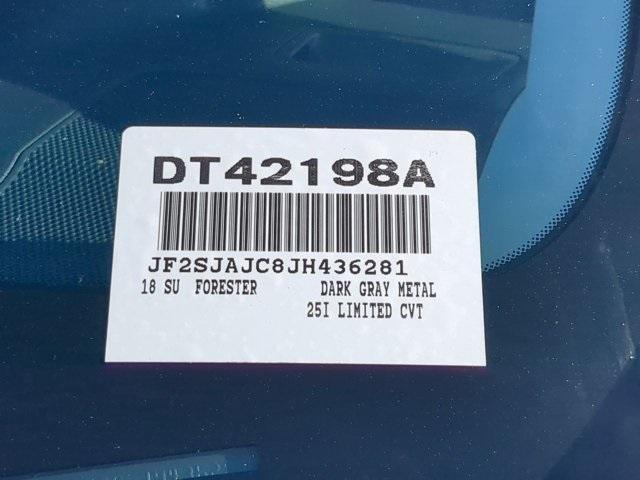 DT42198A
JF2SJAJC8JH436281
18 SU FORESTER DARK GRAY METAL
25I LIMITED CVT